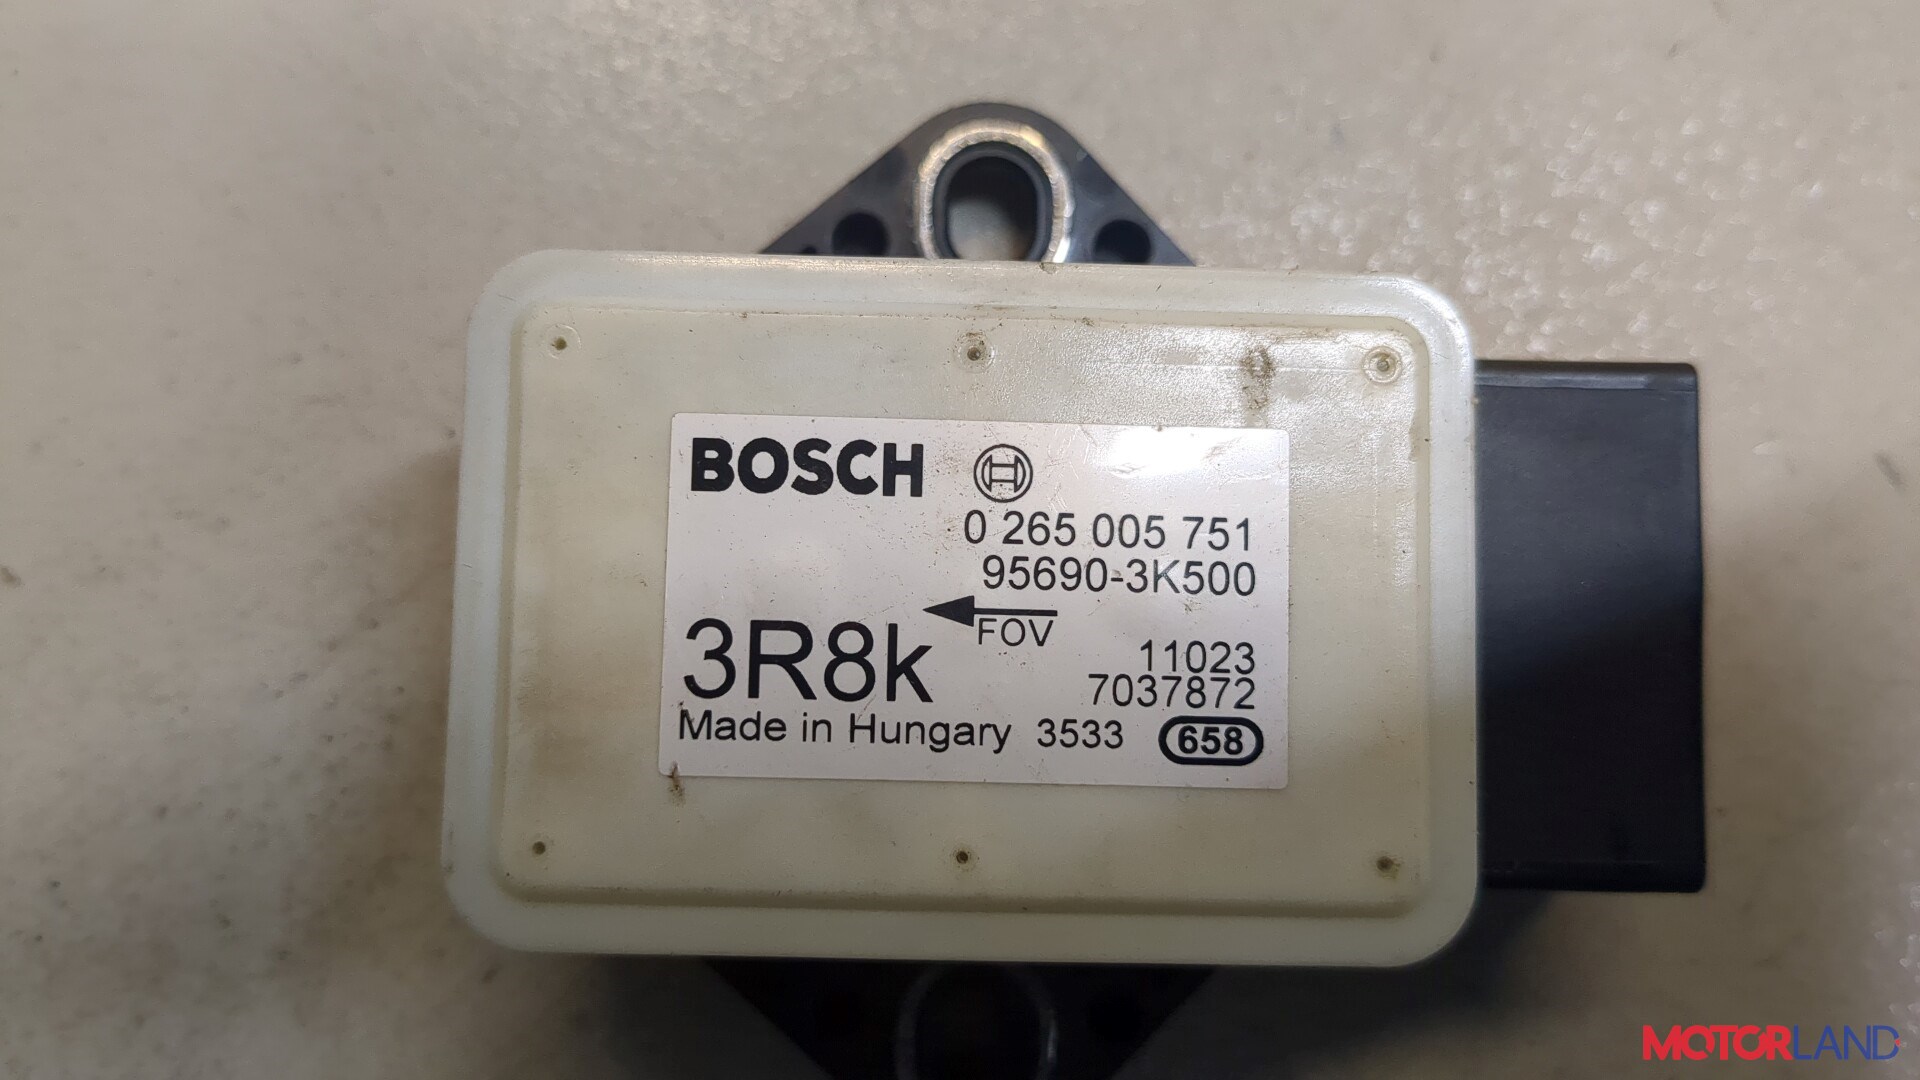 BOSCH
0 265 005 751
95690-3K500
FOV
3R8k
11023
7037872
Made in Hungary 3533 658
MOTORLAND